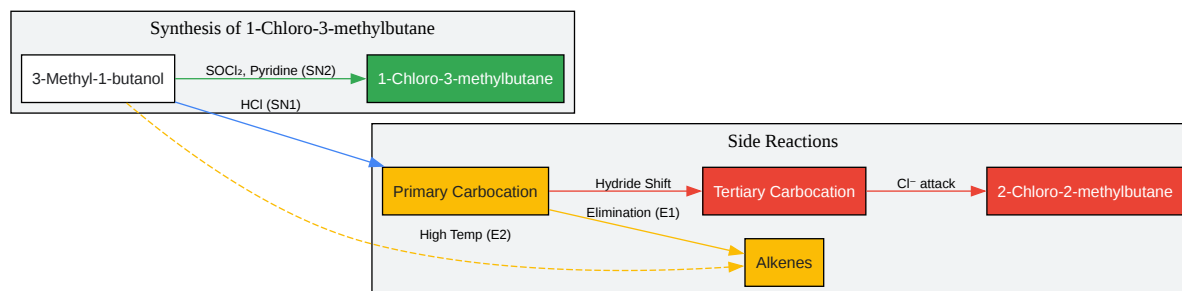 Synthesis of 1-Chloro-3-methylbutane
3-Methyl-1-butanol
SOCl₂, Pyridine (SN2)
1-Chloro-3-methylbutane
HCl (SN1)
Side Reactions
Primary Carbocation
Hydride Shift
Tertiary Carbocation
Cl⁻ attack
2-Chloro-2-methylbutane
Elimination (E1)
High Temp (E2)
Alkenes